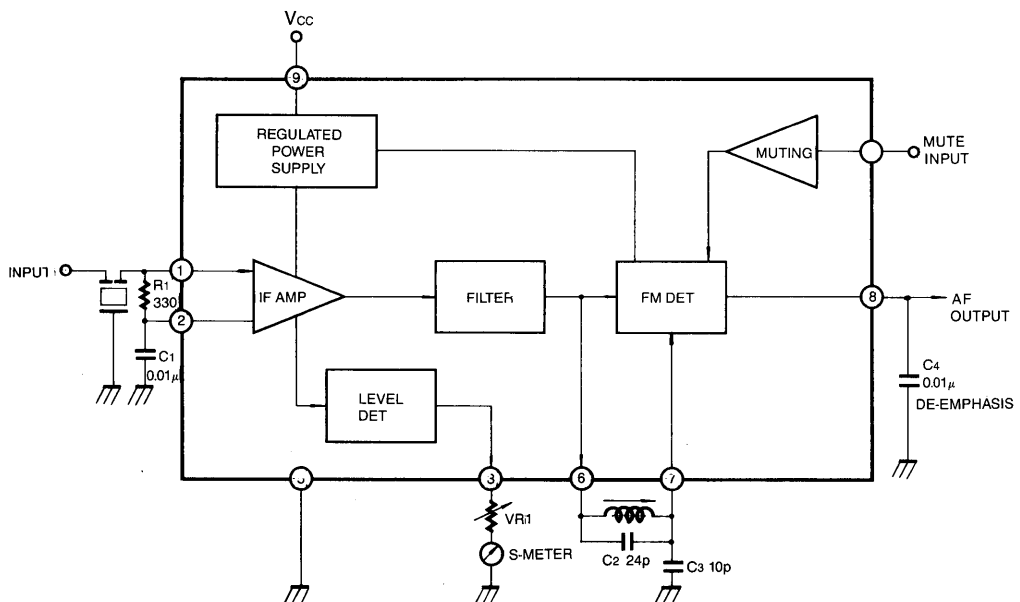 VCC
9
REGULATED
POWER
SUPPLY
MUTING
MUTE
INPUT
INPUT
1
R1
330
2
C1
0.01μ
IF AMP
FILTER
FM DET
8
AF
OUTPUT
C4
0.01μ
DE-EMPHASIS
LEVEL
DET
3
6
7
VR1
S-METER
C2 24p
C3 10p